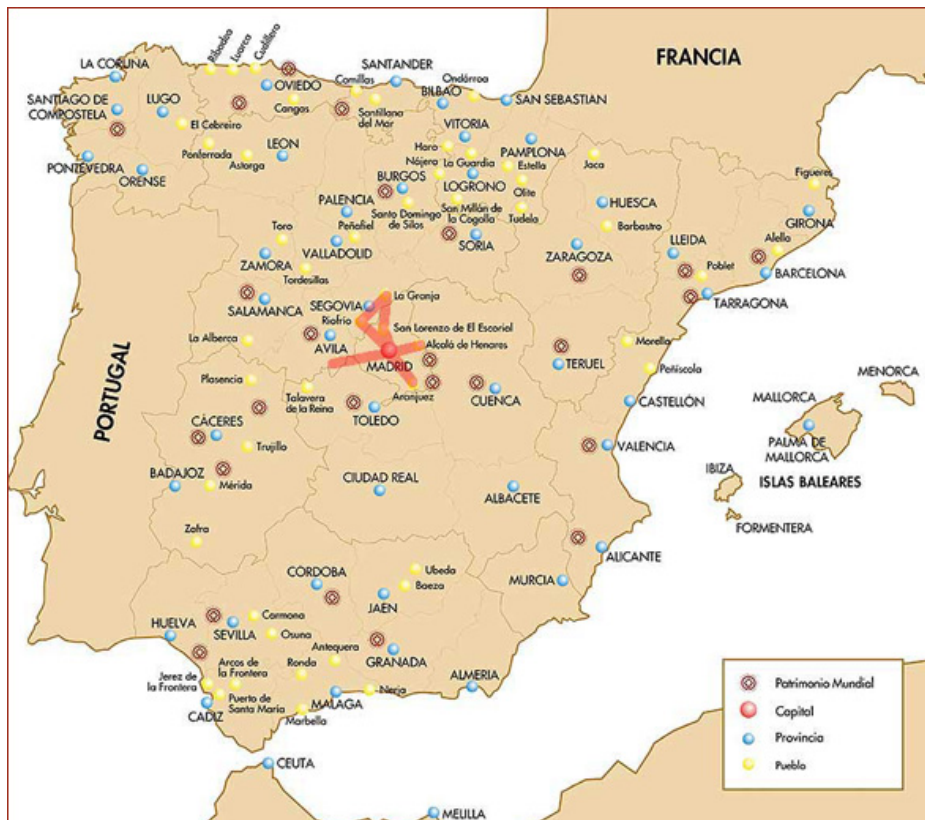 FRANCIA
Ribadeo
Luarca
Cudillero
LA CORUNA
OVIEDO
SANTANDER
Comillas
Ondárroa
BILBAO
SAN SEBASTIAN
SANTIAGO DE
COMPOSTELA
LUGO
Cangas
Santillana
del Mar
El Cebreiro
VITORIA
Ponferrada
Astorga
LEON
Haro
Nájera
La Guardia
PAMPLONA
Estella
Jaca
PONTEVEDRA
ORENSE
BURGOS
LOGRONO
Olite
Figueres
PALENCIA
Santo Domingo
de Silos
San Millán de
la Cogolla
Tudela
HUESCA
GIRONA
Toro
Peñafiel
Barbastro
ZAMORA
VALLADOLID
SORIA
ZARAGOZA
LLEIDA
Alella
Tordesillas
Poblet
BARCELONA
SALAMANCA
SEGOVIA
La Granja
TARRAGONA
Riofrio
San Lorenzo de El Escorial
La Alberca
AVILA
Alcalá de Henares
MADRID
TERUEL
Morella
PORTUGAL
Plasencia
Talavera
de la Reina
Aranjuez
CUENCA
Peñíscola
MENORCA
TOLEDO
CASTELLÓN
MALLORCA
CÁCERES
Trujillo
VALENCIA
PALMA DE
MALLORCA
BADAJOZ
Mérida
CIUDAD REAL
ALBACETE
IBIZA
ISLAS BALEARES
FORMENTERA
Zafra
ALICANTE
CORDOBA
Ubeda
Baeza
MURCIA
JAEN
HUELVA
SEVILLA
Carmona
Osuna
Antequera
GRANADA
Jerez de
la Frontera
Arcos de
la Frontera
Ronda
ALMERIA
Puerto de
Santa María
MALAGA
Nerja
CADIZ
Marbella
CEUTA
MELILLA
Patrimonio Mundial
Capital
Provincia
Pueblo